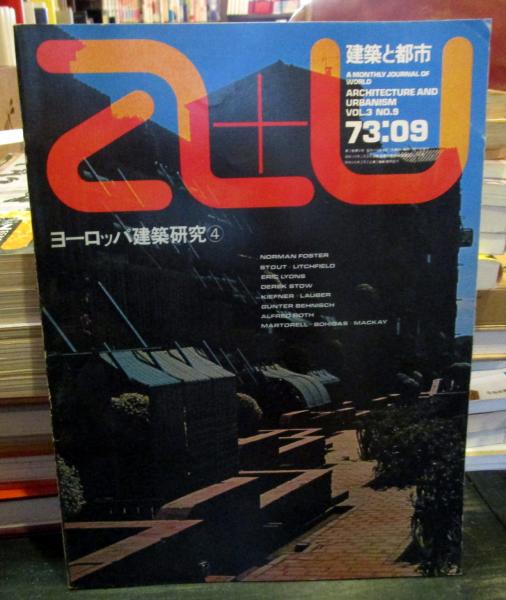 a+u
建築と都市
A MONTHLY JOURNAL OF
WORLD
ARCHITECTURE AND
URBANISM
VOL.3 NO.9
73:09
ヨーロッパ建築研究④
NORMAN FOSTER
STOUT · LITCHFIELD
ERIC LYONS
DEREK STOW
KIEFNER · LAUBER
GÜNTER BEHNISCH
ALFRED ROTH
MARTORELL · BOHIGAS · MACKAY